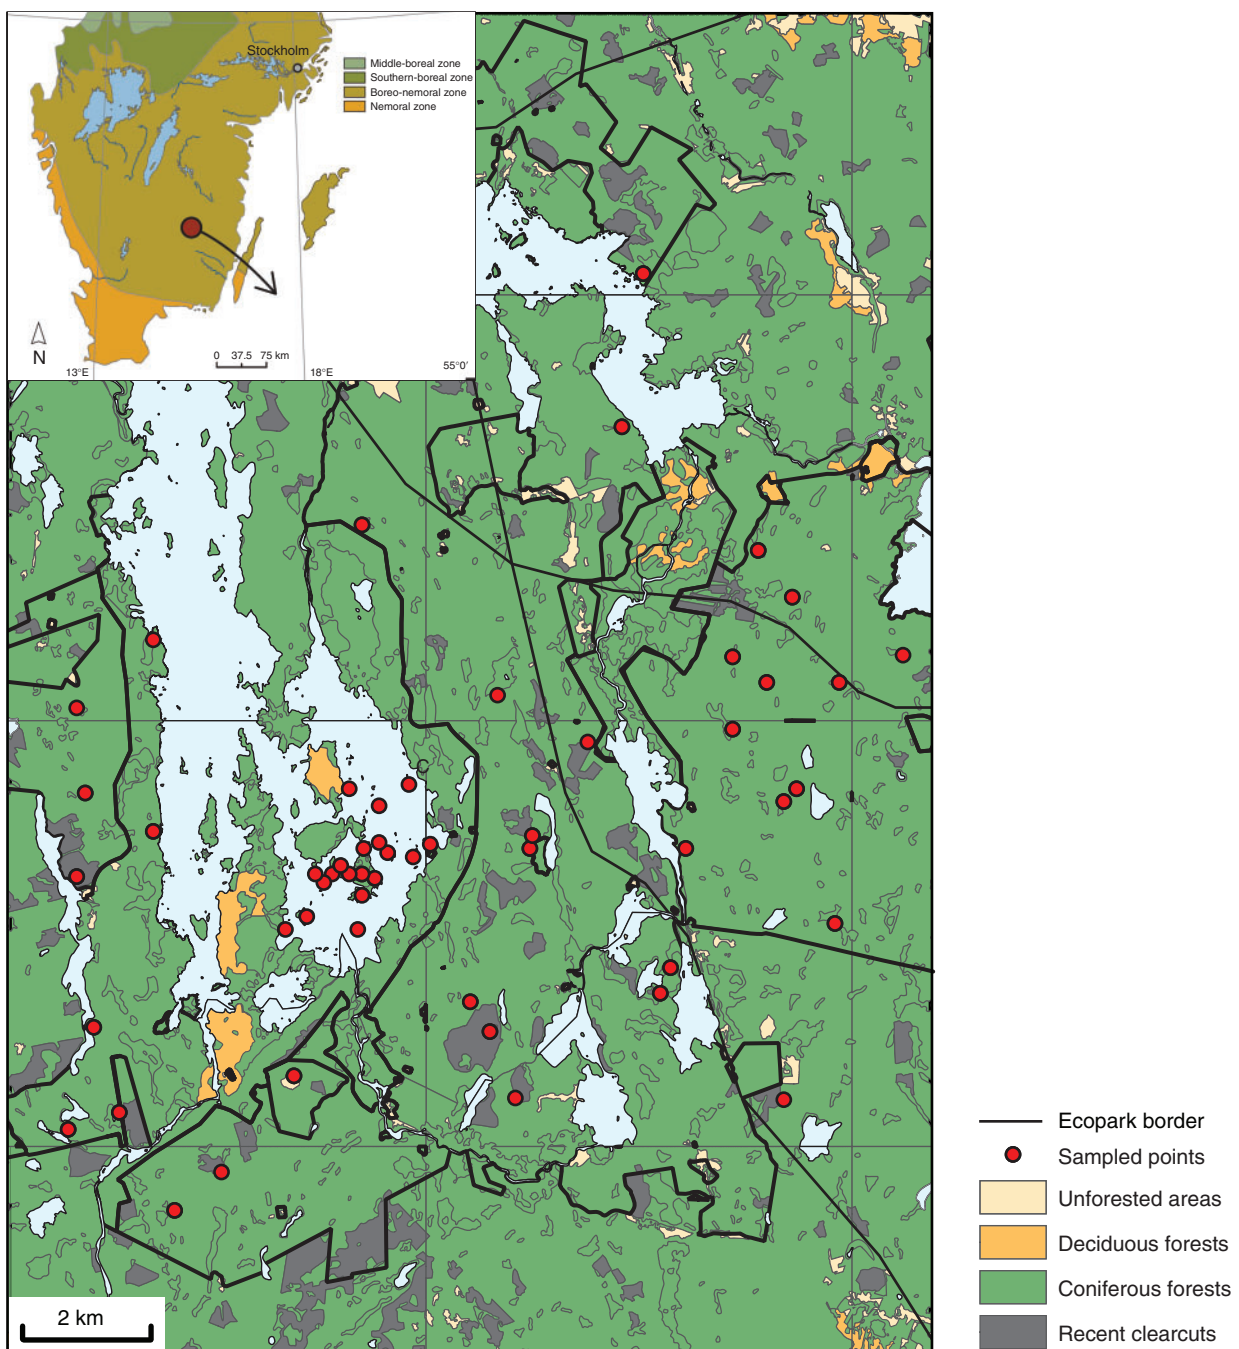 Stockholm
Middle-boreal zone
Southern-boreal zone
Boreo-nemoral zone
Nemoral zone
N
0 37.5 75 km
13°E
18°E
55°0′
2 km
Ecopark border
Sampled points
Unforested areas
Deciduous forests
Coniferous forests
Recent clearcuts